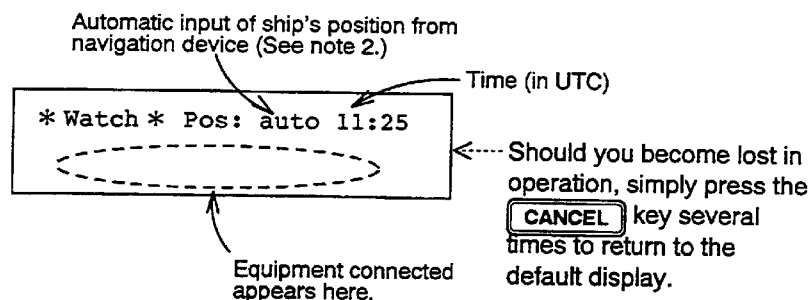 Automatic input of ship's position from
navigation device (See note 2.)
Time (in UTC)
* Watch * Pos: auto 11:25
Should you become lost in
operation, simply press the
CANCEL key several
times to return to the
default display.
Equipment connected
appears here.